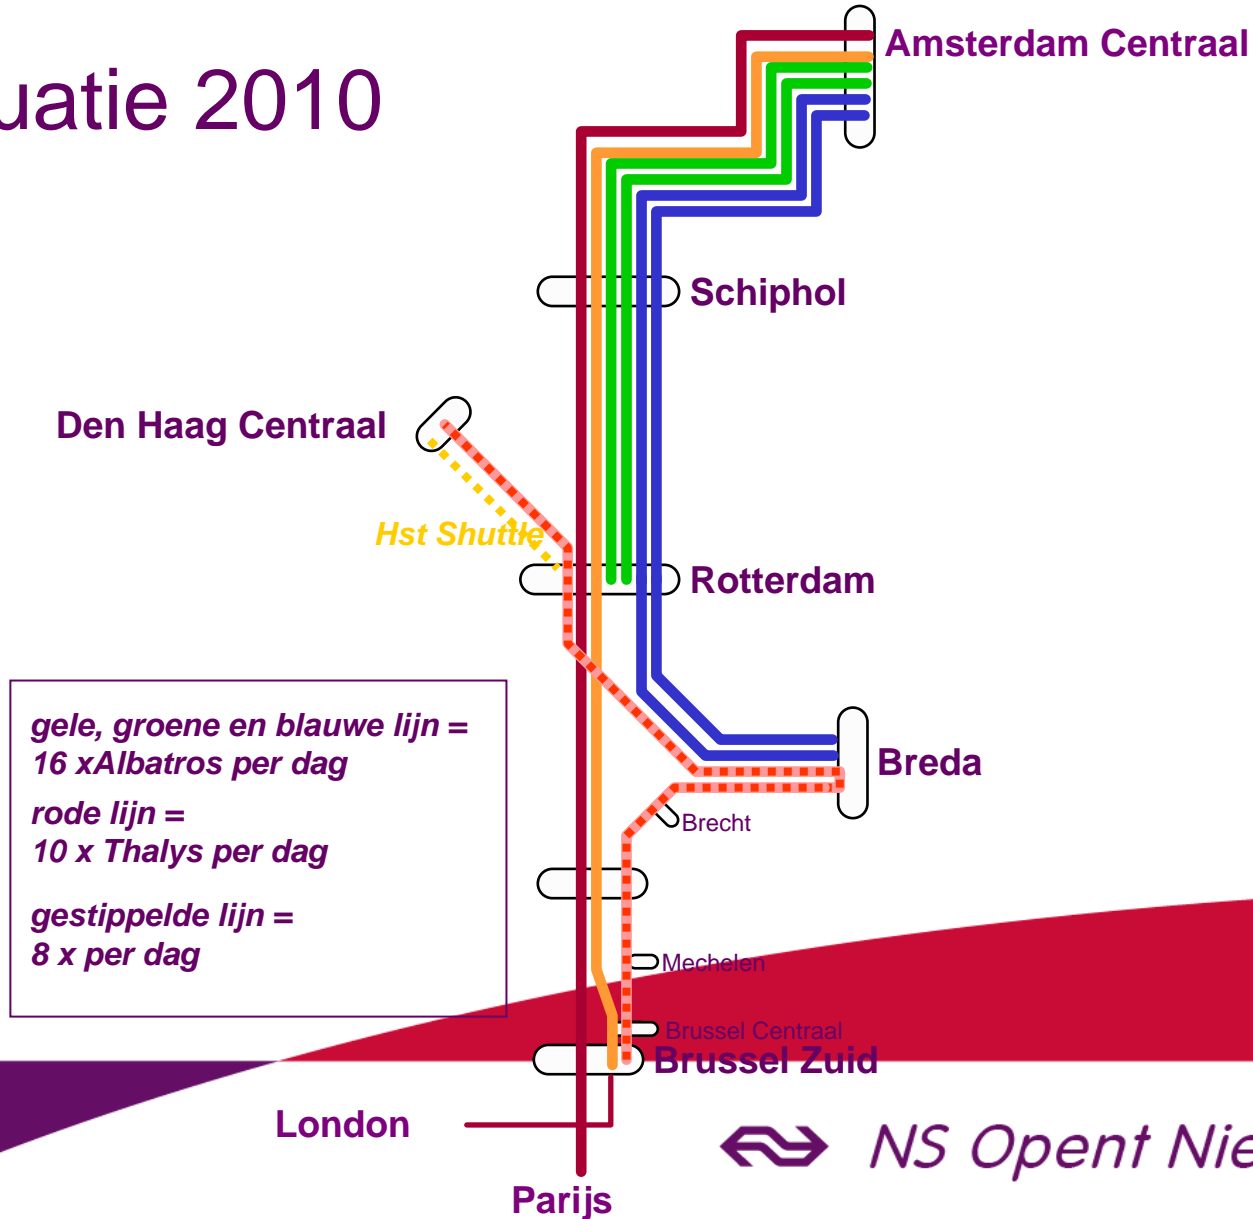 uatie 2010
Amsterdam Centraal
Schiphol
Den Haag Centraal
Hst Shuttle
Rotterdam
gele, groene en blauwe lijn =
16 xAlbatros per dag
rode lijn =
10 x Thalys per dag
gestippelde lijn =
8 x per dag
Breda
Brecht
Mechelen
Brussel Centraal
Brussel Zuid
London
Parijs
NS Opent Nie